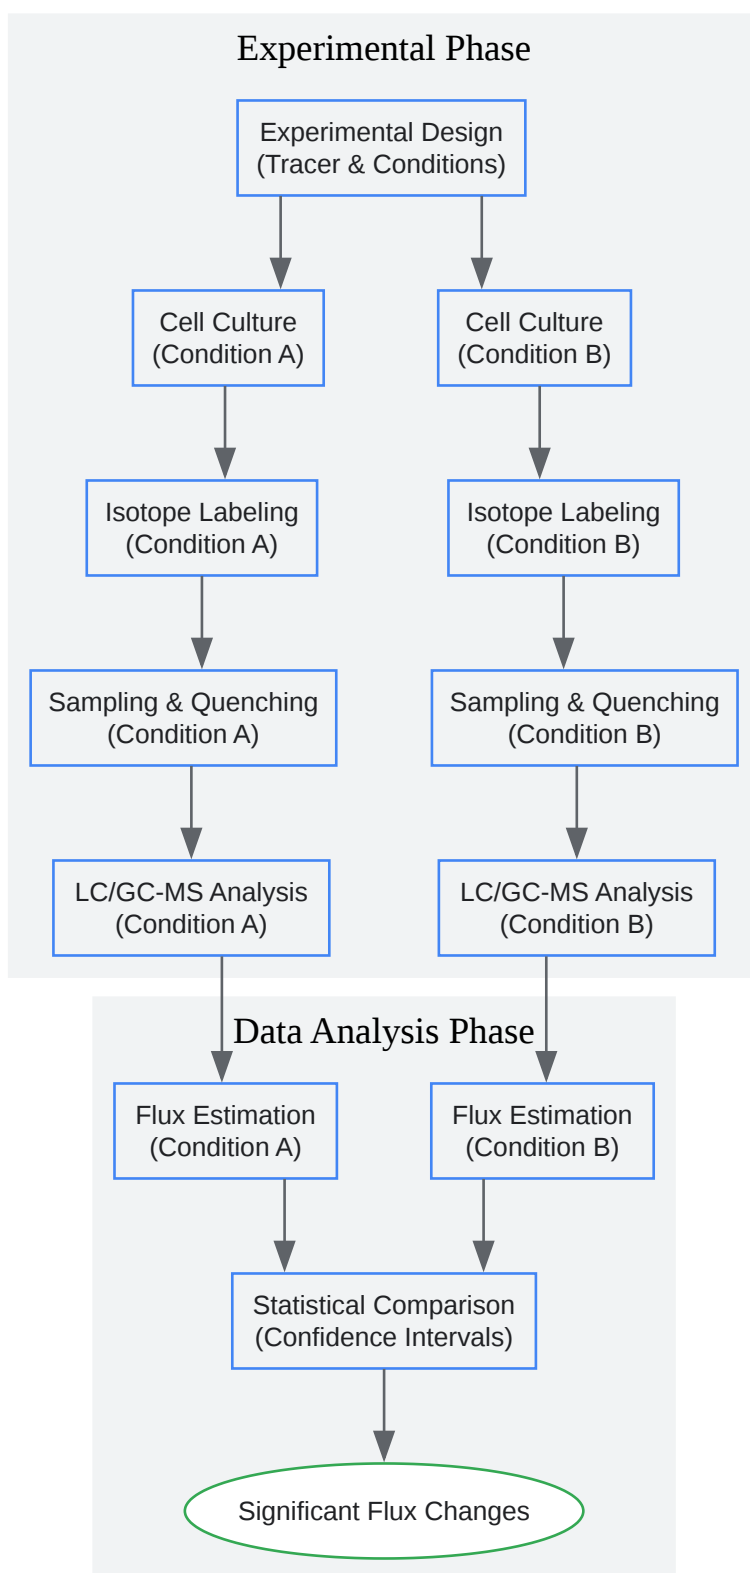 Experimental Phase
Experimental Design
(Tracer & Conditions)
Cell Culture
(Condition A)
Cell Culture
(Condition B)
Isotope Labeling
(Condition A)
Isotope Labeling
(Condition B)
Sampling & Quenching
(Condition A)
Sampling & Quenching
(Condition B)
LC/GC-MS Analysis
(Condition A)
LC/GC-MS Analysis
(Condition B)
Data Analysis Phase
Flux Estimation
(Condition A)
Flux Estimation
(Condition B)
Statistical Comparison
(Confidence Intervals)
Significant Flux Changes